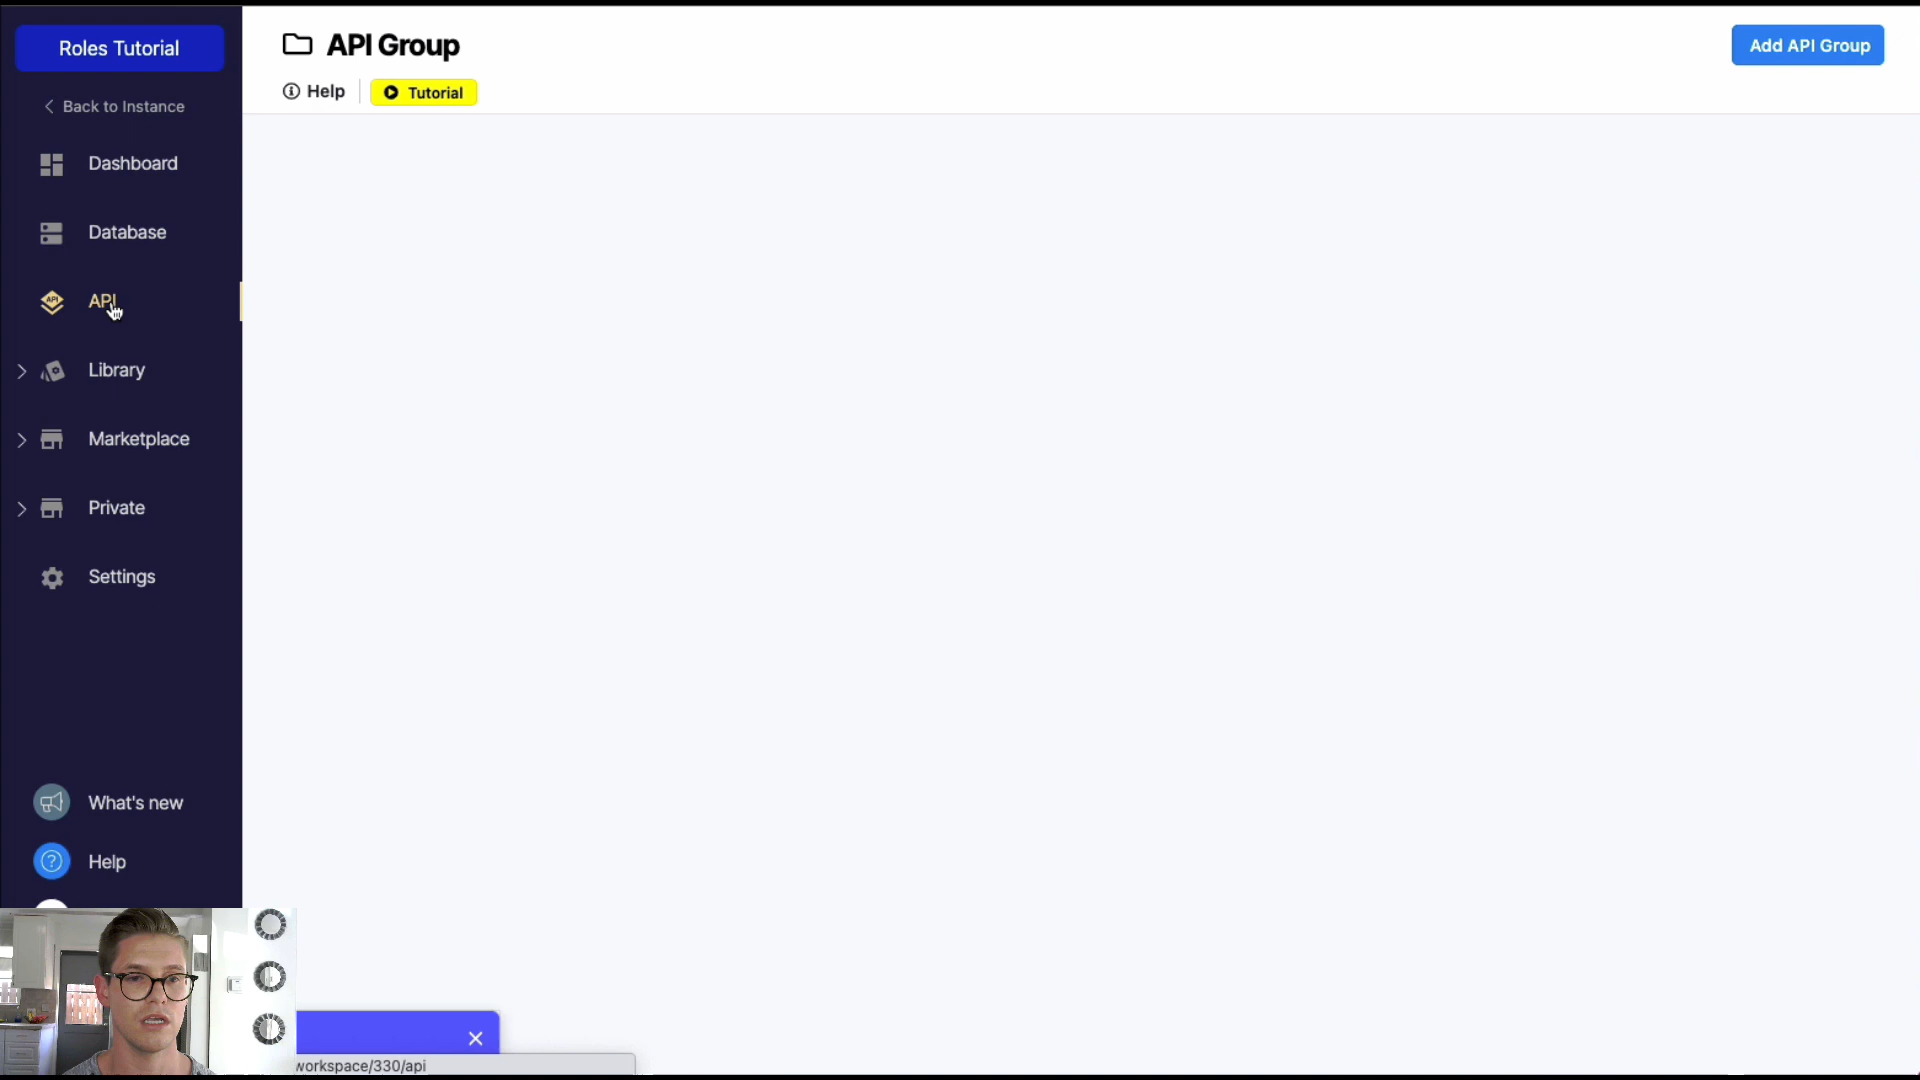 Roles Tutorial
Back to Instance
Dashboard
Database
API
Library
Marketplace
Private
Settings
What's new
Help
API Group
Help
Tutorial
Add API Group
workspace/330/api